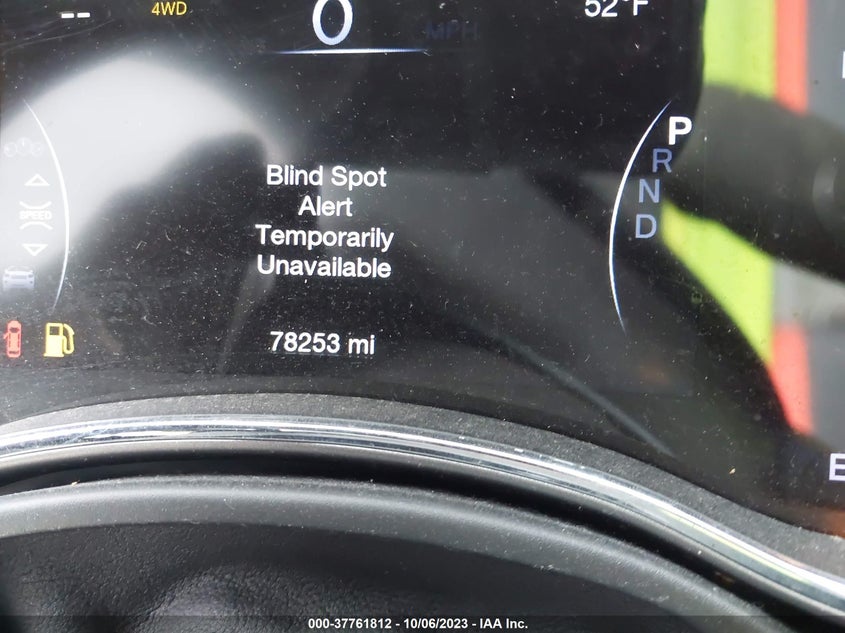 -- 4WD 0 MPH 52°F
P
R
Blind Spot
N
Alert
SPEED
D
Temporarily
Unavailable
78253 mi
E
000-37761812 - 10/06/2023 - IAA Inc.